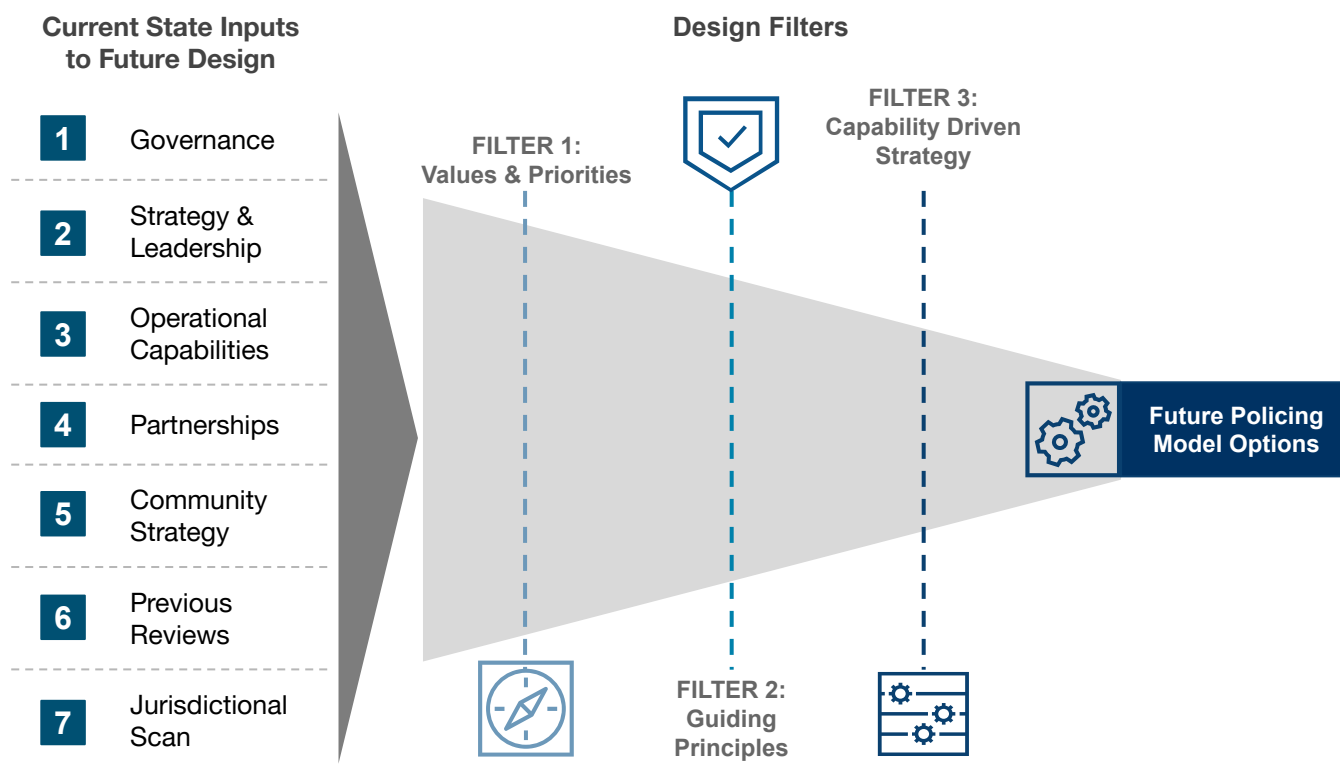 Current State Inputs
to Future Design
1 Governance
2 Strategy &
Leadership
3 Operational
Capabilities
4 Partnerships
5 Community
Strategy
6 Previous
Reviews
7 Jurisdictional
Scan
Design Filters
FILTER 1:
Values & Priorities
FILTER 2:
Guiding
Principles
FILTER 3:
Capability Driven
Strategy
Future Policing
Model Options